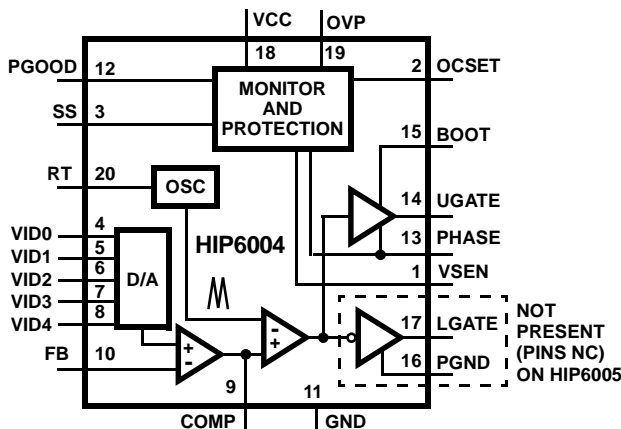 VCC OVP
18 19
PGOOD 12
MONITOR
AND
PROTECTION
2 OCSET
SS 3
15 BOOT
RT 20
OSC
14 UGATE
13 PHASE
1 VSEN
VID0 4
VID1 5
VID2 6
VID3 7
VID4 8
D/A
HIP6004
+
-
-
+
17 LGATE
16 PGND
NOT
PRESENT
(PINS NC)
ON HIP6005
FB 10
9
COMP
11
GND